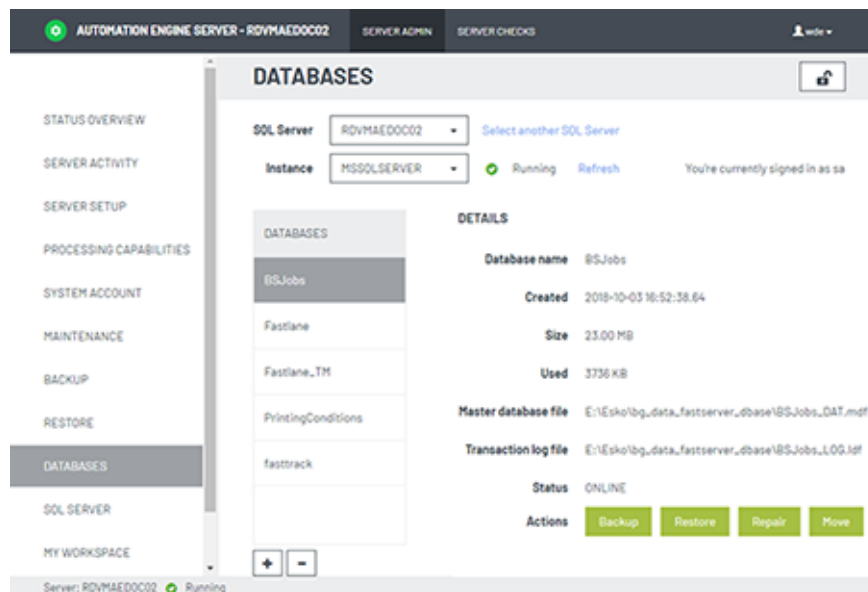 AUTOMATION ENGINE SERVER - RDVMAEDOC02 SERVER ADMIN SERVER CHECKS wde
DATABASES
STATUS OVERVIEW
SERVER ACTIVITY
SERVER SETUP
PROCESSING CAPABILITIES
SYSTEM ACCOUNT
MAINTENANCE
BACKUP
RESTORE
DATABASES
SQL SERVER
MY WORKSPACE
SQL Server RDVMAEDOC02 Select another SQL Server
Instance MSSQLSERVER Running Refresh You're currently signed in as sa
DATABASES
BSJobs
Fastlane
Fastlane_TM
PrintingConditions
fasttrack
+ -
DETAILS
Database name BSJobs
Created 2018-10-03 16:52:38.64
Size 23.00 MB
Used 3736 KB
Master database file E:\Esko\bg_data_fastserver_dbase\BSJobs_DAT.mdf
Transaction log file E:\Esko\bg_data_fastserver_dbase\BSJobs_LOG.ldf
Status ONLINE
Actions Backup Restore Repair Move
Server: RDVMAEDOC02 Running